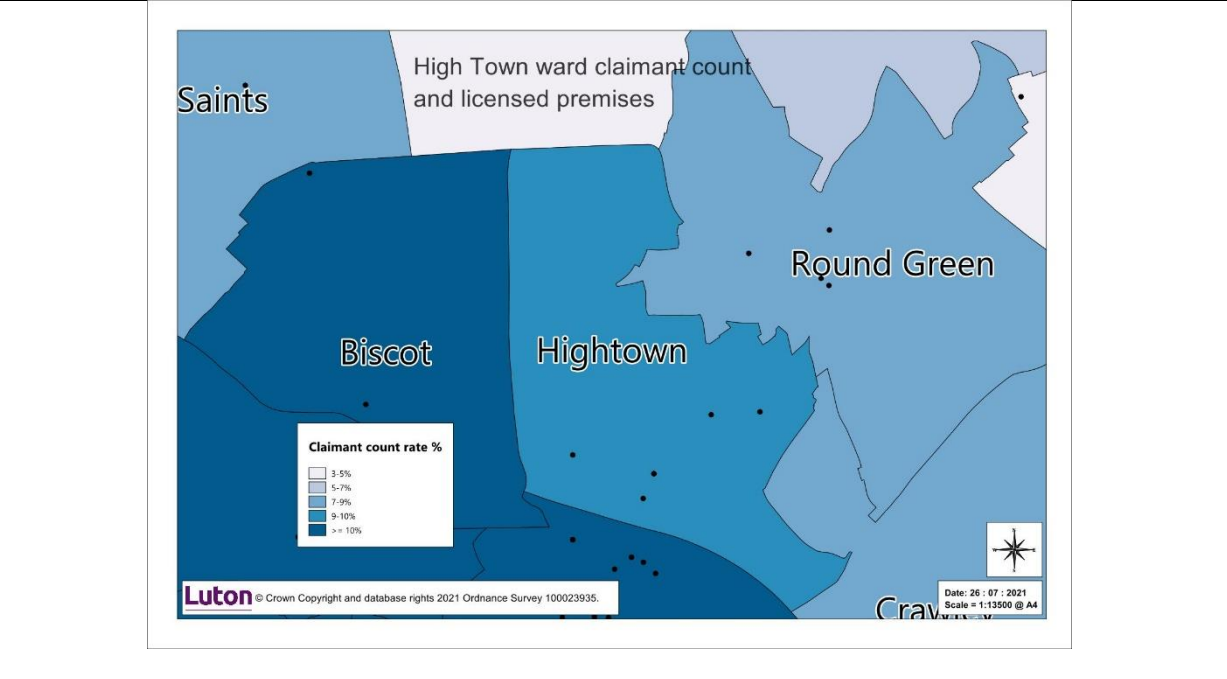 High Town ward claimant count
and licensed premises
Saints
Round Green
Biscot
Hightown
Claimant count rate %
3-5%
5-7%
7-9%
9-10%
>= 10%
Luton © Crown Copyright and database rights 2021 Ordnance Survey 100023935.
Date: 26 : 07 : 2021
Scale = 1:13500 @ A4